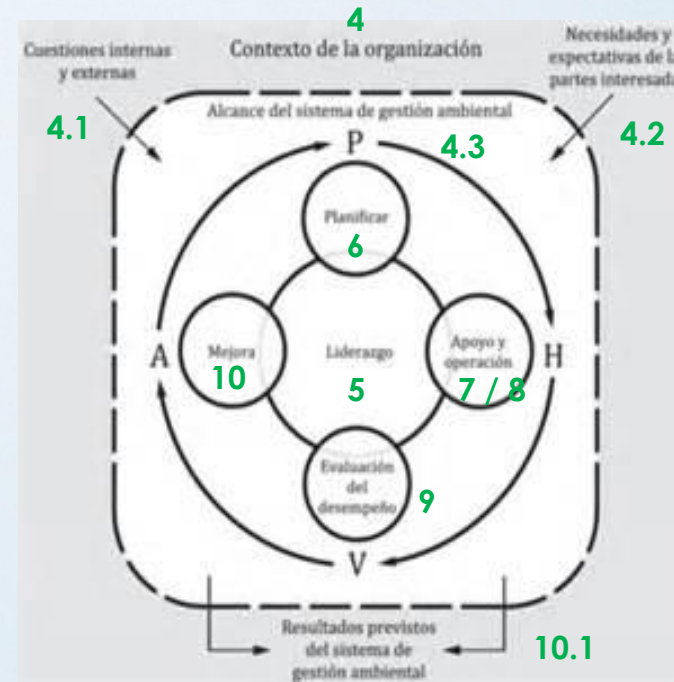 4
Contexto de la organización
Cuestiones internas
y externas
4.1
Necesidades y
expectativas de la
partes interesada
4.2
Alcance del sistema de gestión ambiental
4.3
P
Planificar
6
A
Mejora
10
Liderazgo
5
Apoyo y
operación
7 / 8
H
Evaluación
del
desempeño
9
V
Resultados previstos
del sistema de
gestión ambiental
10.1